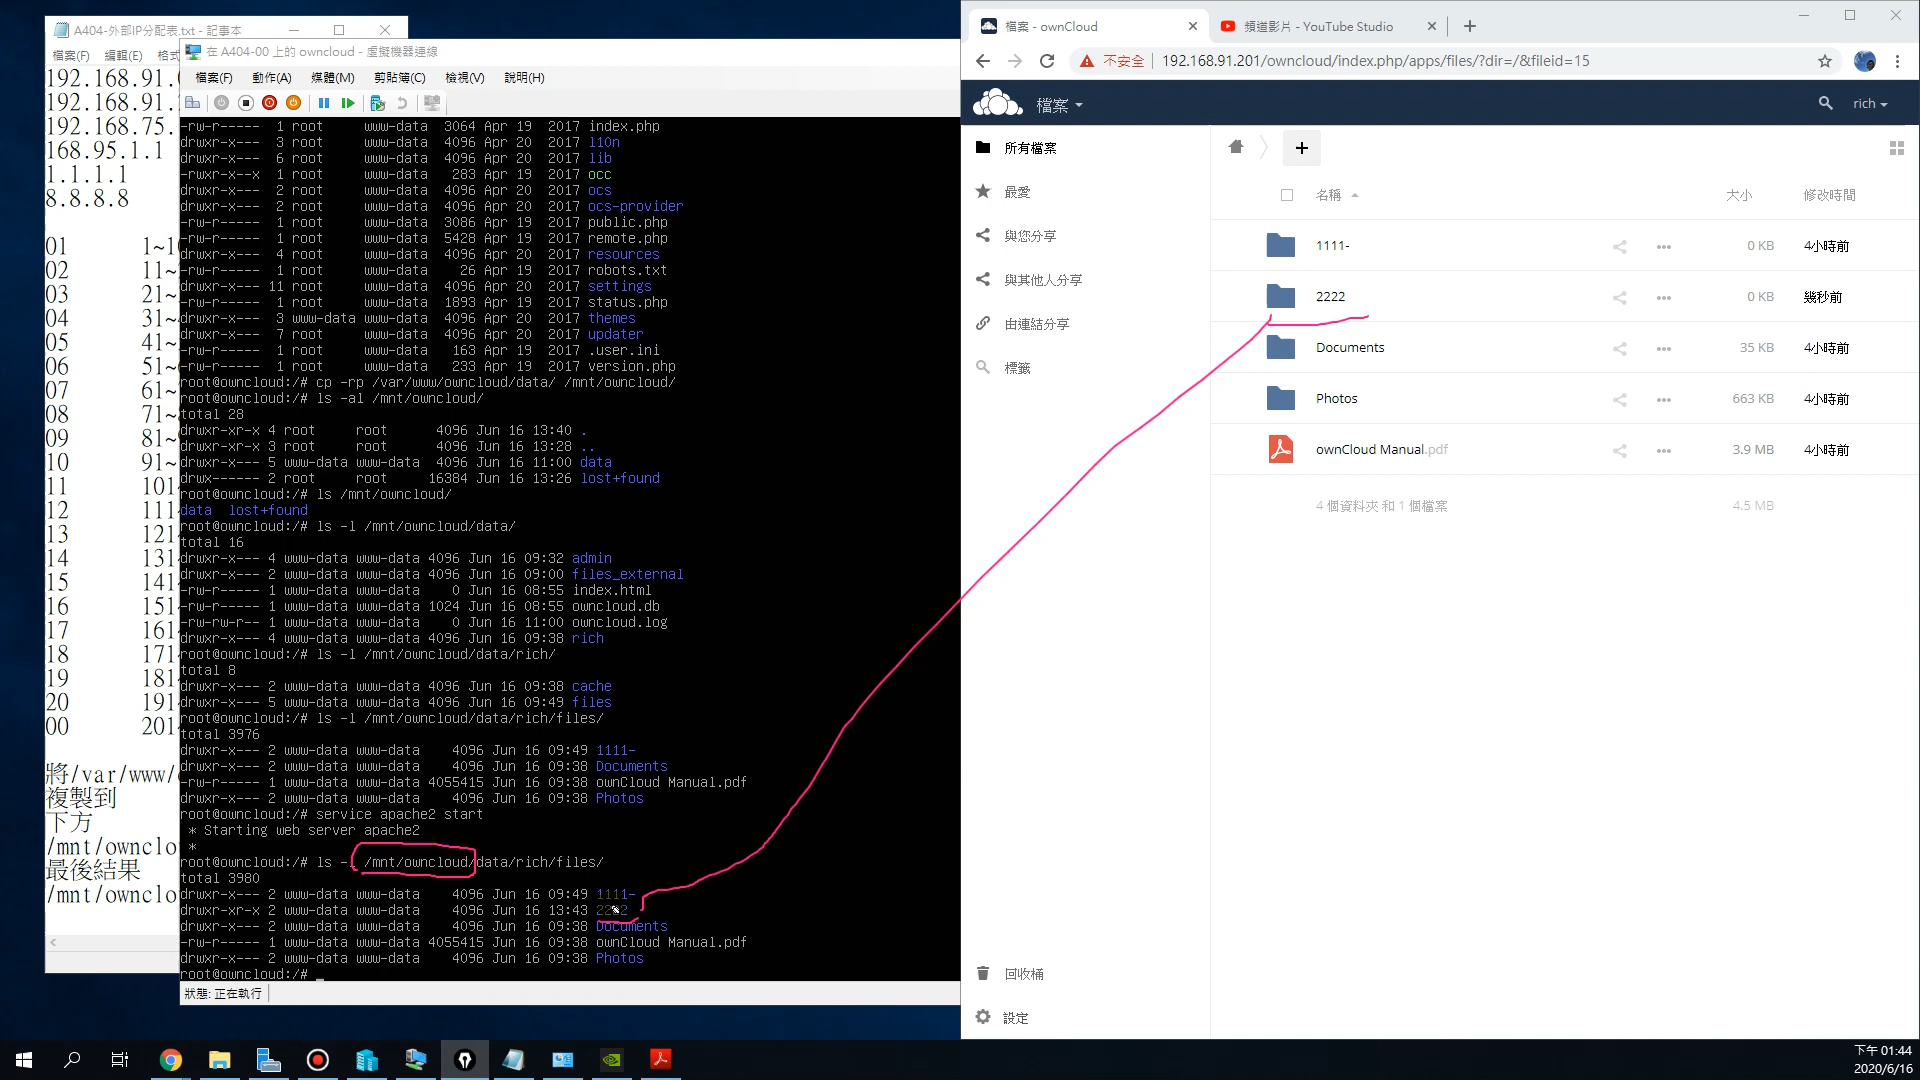 A404-外部IP分配表.txt - 記事本
檔案(F) 編輯(E) 格式
192.168.91.
192.168.91.
192.168.75.
168.95.1.1
1.1.1.1
8.8.8.8
01 1~1
02 11~
03 21~
04 31~
05 41~
06 51~
07 61~
08 71~
09 81~
10 91~
11 101
12 111
13 121
14 131
15 141
16 151
17 161
18 171
19 181
20 191
00 201
將/var/www/
複製到
下方
/mnt/ownclo
最後結果
/mnt/ownclo
在 A404-00 上的 owncloud - 虛擬機器連線
檔案(F) 動作(A) 媒體(M) 剪貼簿(C) 檢視(V) 說明(H)
-rw-r----- 1 root www-data 3064 Apr 19 2017 index.php
drwxr-x--- 3 root www-data 4096 Apr 20 2017 l10n
drwxr-x--- 6 root www-data 4096 Apr 20 2017 lib
-rwxr-x--x 1 root www-data 283 Apr 19 2017 occ
drwxr-x--- 2 root www-data 4096 Apr 20 2017 ocs
drwxr-x--- 2 root www-data 4096 Apr 20 2017 ocs-provider
-rw-r----- 1 root www-data 3086 Apr 19 2017 public.php
-rw-r----- 1 root www-data 5428 Apr 19 2017 remote.php
drwxr-x--- 4 root www-data 4096 Apr 20 2017 resources
-rw-r----- 1 root www-data 26 Apr 19 2017 robots.txt
drwxr-x--- 11 root www-data 4096 Apr 20 2017 settings
-rw-r----- 1 root www-data 1893 Apr 19 2017 status.php
drwxr-x--- 3 www-data www-data 4096 Apr 20 2017 themes
drwxr-x--- 7 root www-data 4096 Apr 20 2017 updater
-rw-r----- 1 root www-data 163 Apr 19 2017 .user.ini
-rw-r----- 1 root www-data 233 Apr 19 2017 version.php
root@owncloud:/# cp -rp /var/www/owncloud/data/ /mnt/owncloud/
root@owncloud:/# ls -al /mnt/owncloud/
total 28
drwxr-xr-x 4 root root 4096 Jun 16 13:40 .
drwxr-xr-x 3 root root 4096 Jun 16 13:28 ..
drwxr-x--- 5 www-data www-data 4096 Jun 16 11:00 data
drwx------ 2 root root 16384 Jun 16 13:26 lost+found
root@owncloud:/# ls /mnt/owncloud/
data lost+found
root@owncloud:/# ls -l /mnt/owncloud/data/
total 16
drwxr-x--- 4 www-data www-data 4096 Jun 16 09:32 admin
drwxr-x--- 2 www-data www-data 4096 Jun 16 09:00 files_external
-rw-r----- 1 www-data www-data 0 Jun 16 08:55 index.html
-rw-r----- 1 www-data www-data 1024 Jun 16 08:55 owncloud.db
-rw-rw-r-- 1 www-data www-data 0 Jun 16 11:00 owncloud.log
drwxr-x--- 4 www-data www-data 4096 Jun 16 09:38 rich
root@owncloud:/# ls -l /mnt/owncloud/data/rich/
total 8
drwxr-x--- 2 www-data www-data 4096 Jun 16 09:38 cache
drwxr-x--- 5 www-data www-data 4096 Jun 16 09:49 files
root@owncloud:/# ls -l /mnt/owncloud/data/rich/files/
total 3976
drwxr-x--- 2 www-data www-data 4096 Jun 16 09:49 1111-
drwxr-x--- 2 www-data www-data 4096 Jun 16 09:38 Documents
-rw-r----- 1 www-data www-data 4055415 Jun 16 09:38 ownCloud Manual.pdf
drwxr-x--- 2 www-data www-data 4096 Jun 16 09:38 Photos
root@owncloud:/# service apache2 start
* Starting web server apache2
*
root@owncloud:/# ls - /mnt/owncloud/data/rich/files/
total 3980
drwxr-x--- 2 www-data www-data 4096 Jun 16 09:49 1111-
drwxr-xr-x 2 www-data www-data 4096 Jun 16 13:43 2222
drwxr-x--- 2 www-data www-data 4096 Jun 16 09:38 Documents
-rw-r----- 1 www-data www-data 4055415 Jun 16 09:38 ownCloud Manual.pdf
drwxr-x--- 2 www-data www-data 4096 Jun 16 09:38 Photos
root@owncloud:/# _
狀態: 正在執行
檔案 - ownCloud
頻道影片 - YouTube Studio
不安全 192.168.91.201/owncloud/index.php/apps/files/?dir=/&fileid=15
檔案
rich
所有檔案
最愛
與您分享
與其他人分享
由連結分享
標籤
回收桶
設定
名稱 大小 修改時間
1111- 0 KB 4小時前
2222 0 KB 幾秒前
Documents 35 KB 4小時前
Photos 663 KB 4小時前
ownCloud Manual.pdf 3.9 MB 4小時前
4 個資料夾 和 1 個檔案 4.5 MB
下午 01:44
2020/6/16